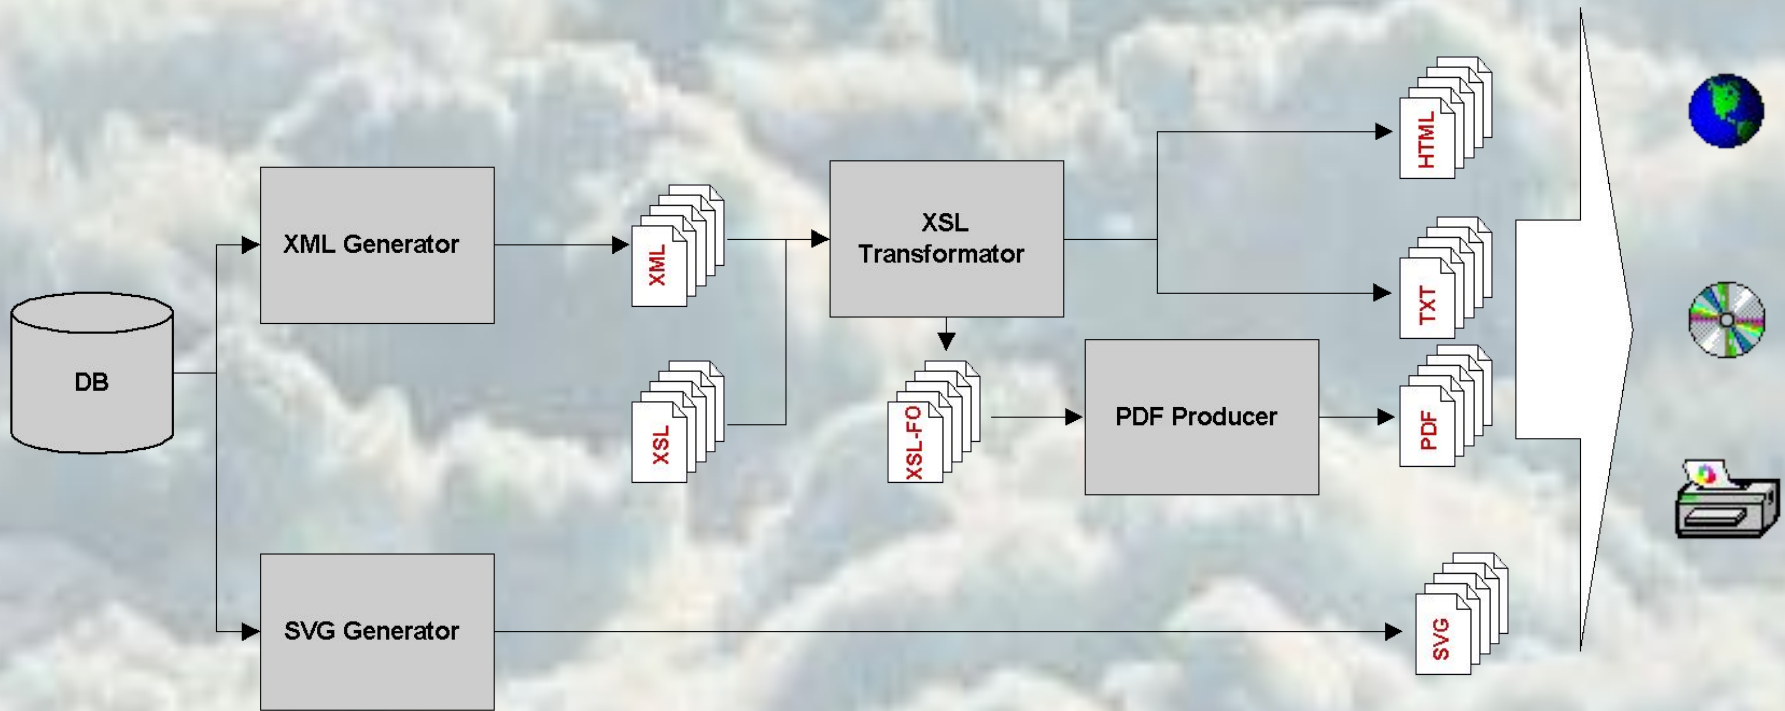 HTML
XML Generator
XML
XSL
Transformator
TXT
DB
XSL
XSL-FO
PDF Producer
PDF
SVG Generator
SVG